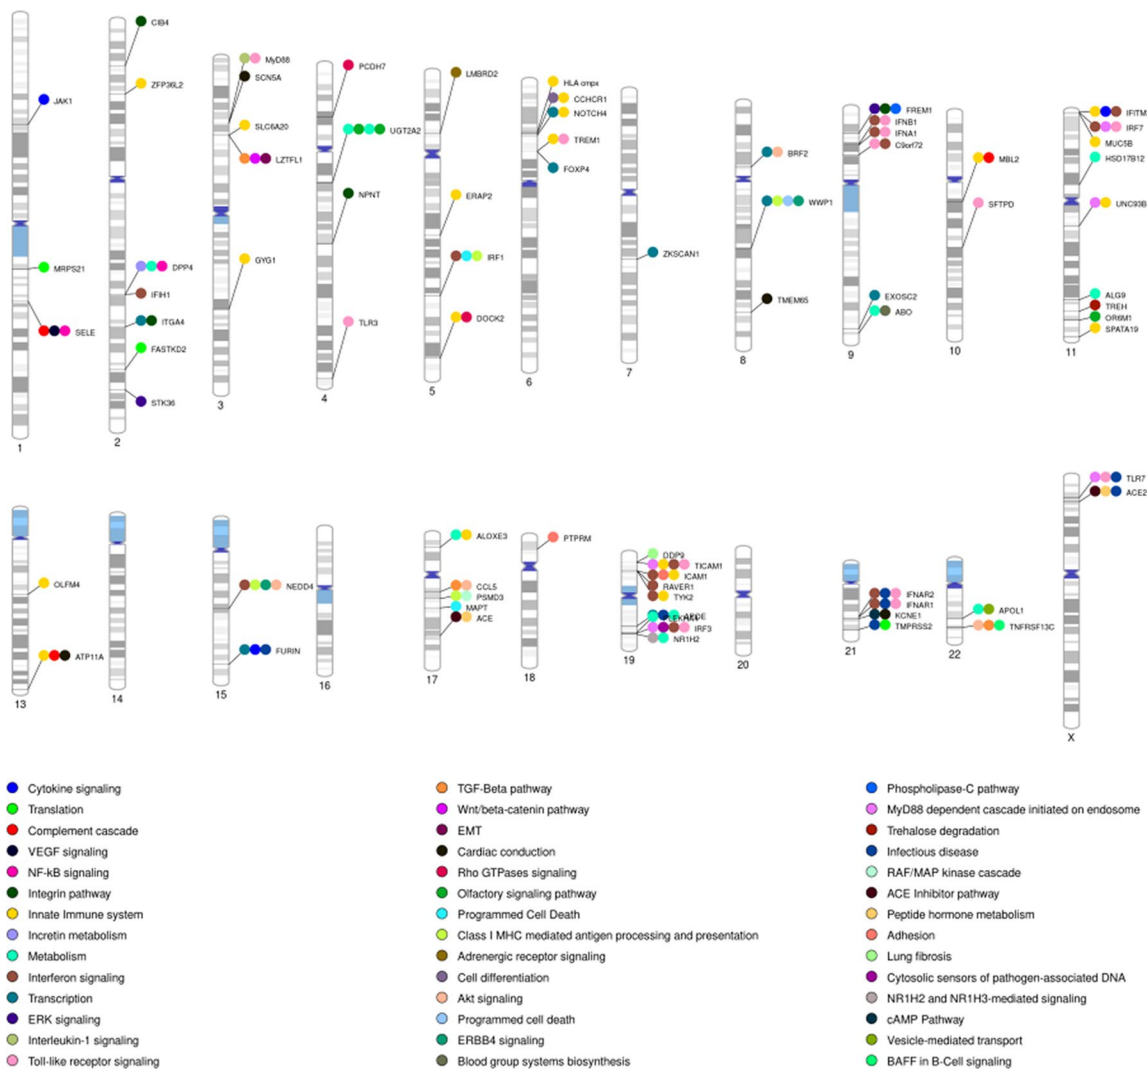 JAK1
MRPS21
SELE
1
CIB4
ZFP36L2
DPP4
IFIH1
ITGA4
FASTKD2
STK36
2
MyD88
SCN5A
SLC6A20
LZTFL1
GYG1
3
PCDH7
UGT2A2
NPNT
TLR3
4
LMBRD2
ERAP2
IRF1
DOCK2
5
HLA cmpx
CCHCR1
NOTCH4
TREM1
FOXP4
6
ZKSCAN1
7
BRF2
WWP1
TMEM65
8
FREM1
IFNB1
IFNA1
C9orf72
EXOSC2
ABO
9
MBL2
SFTPD
10
IFITM
IRF7
MUC5B
HSD17B12
UNC93B
ALG9
TREH
OR6M1
SPATA19
11
OLFM4
ATP11A
13
14
NEDD4
FURIN
15
16
ALOXE3
CCL5
PSMD3
MAPT
ACE
17
PTPRM
18
DDP9
TICAM1
ICAM1
RAVER1
TYK2
IRF3
NR1H2
19
20
IFNAR2
IFNAR1
KCNE1
TMPRSS2
21
APOL1
TNFRSF13C
22
TLR7
ACE2
X
Cytokine signaling
Translation
Complement cascade
VEGF signaling
NF-kB signaling
Integrin pathway
Innate Immune system
Incretin metabolism
Metabolism
Interferon signaling
Transcription
ERK signaling
Interleukin-1 signaling
Toll-like receptor signaling
TGF-Beta pathway
Wnt/beta-catenin pathway
EMT
Cardiac conduction
Rho GTPases signaling
Olfactory signaling pathway
Programmed Cell Death
Class I MHC mediated antigen processing and presentation
Adrenergic receptor signaling
Cell differentiation
Akt signaling
Programmed cell death
ERBB4 signaling
Blood group systems biosynthesis
Phospholipase-C pathway
MyD88 dependent cascade initiated on endosome
Trehalose degradation
Infectious disease
RAF/MAP kinase cascade
ACE Inhibitor pathway
Peptide hormone metabolism
Adhesion
Lung fibrosis
Cytosolic sensors of pathogen-associated DNA
NR1H2 and NR1H3-mediated signaling
cAMP Pathway
Vesicle-mediated transport
BAFF in B-Cell signaling